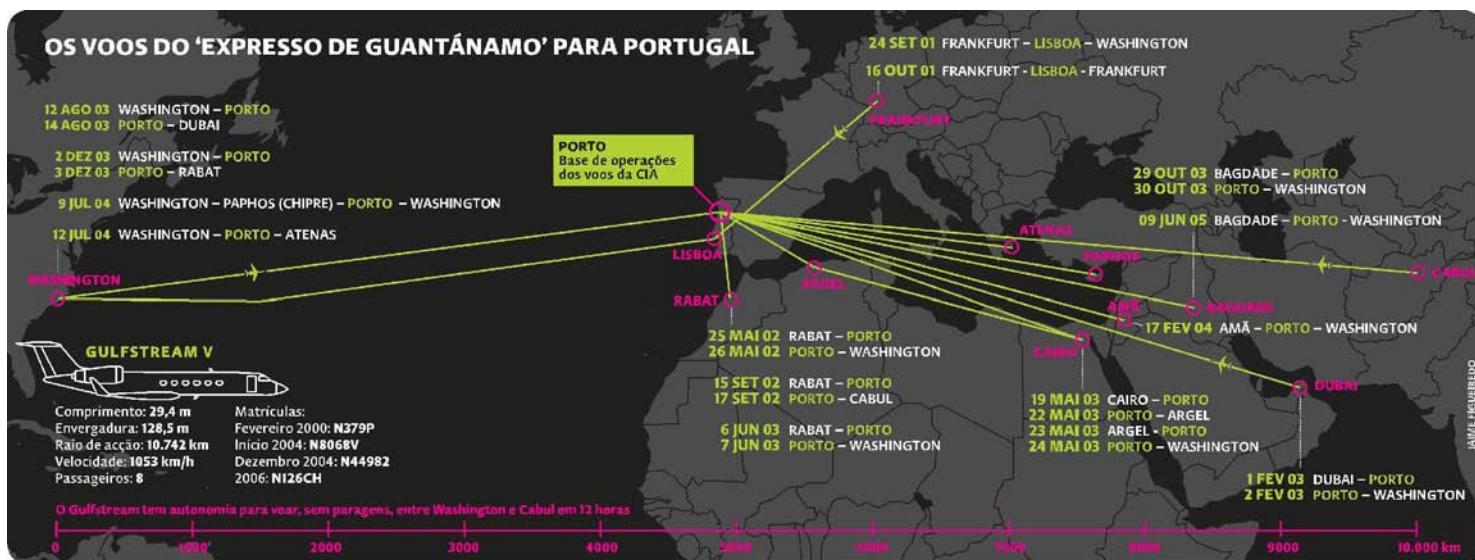 OS VOOS DO 'EXPRESSO DE GUANTÁNAMO' PARA PORTUGAL
24 SET 01 FRANKFURT – LISBOA – WASHINGTON
16 OUT 01 FRANKFURT - LISBOA - FRANKFURT
FRANKFURT
12 AGO 03 WASHINGTON – PORTO
14 AGO 03 PORTO – DUBAI
2 DEZ 03 WASHINGTON – PORTO
3 DEZ 03 PORTO – RABAT
9 JUL 04 WASHINGTON – PAPHOS (CHIPRE) – PORTO – WASHINGTON
12 JUL 04 WASHINGTON – PORTO – ATENAS
WASHINGTON
PORTO
Base de operações
dos voos da CIA
LISBOA
RABAT
ARGEL
ATENAS
PAPHOS
AMÃ
BAGDADE
CAIRO
DUBAI
CABUL
29 OUT 03 BAGDADE – PORTO
30 OUT 03 PORTO – WASHINGTON
09 JUN 05 BAGDADE – PORTO - WASHINGTON
17 FEV 04 AMÃ – PORTO – WASHINGTON
25 MAI 02 RABAT – PORTO
26 MAI 02 PORTO – WASHINGTON
15 SET 02 RABAT – PORTO
17 SET 02 PORTO – CABUL
6 JUN 03 RABAT – PORTO
7 JUN 03 PORTO – WASHINGTON
19 MAI 03 CAIRO – PORTO
22 MAI 03 PORTO – ARGEL
23 MAI 03 ARGEL - PORTO
24 MAI 03 PORTO – WASHINGTON
1 FEV 03 DUBAI – PORTO
2 FEV 03 PORTO – WASHINGTON
GULFSTREAM V
Comprimento: 29,4 m
Envergadura: 128,5 m
Raio de acção: 10.742 km
Velocidade: 1053 km/h
Passageiros: 8
Matrículas:
Fevereiro 2000: N379P
Início 2004: N8068V
Dezembro 2004: N44982
2006: N126CH
JAIME FIGUEIREDO
O Gulfstream tem autonomia para voar, sem paragens, entre Washington e Cabul em 12 horas
0 1000 2000 3000 4000 5000 6000 7000 8000 9000 10.000 km